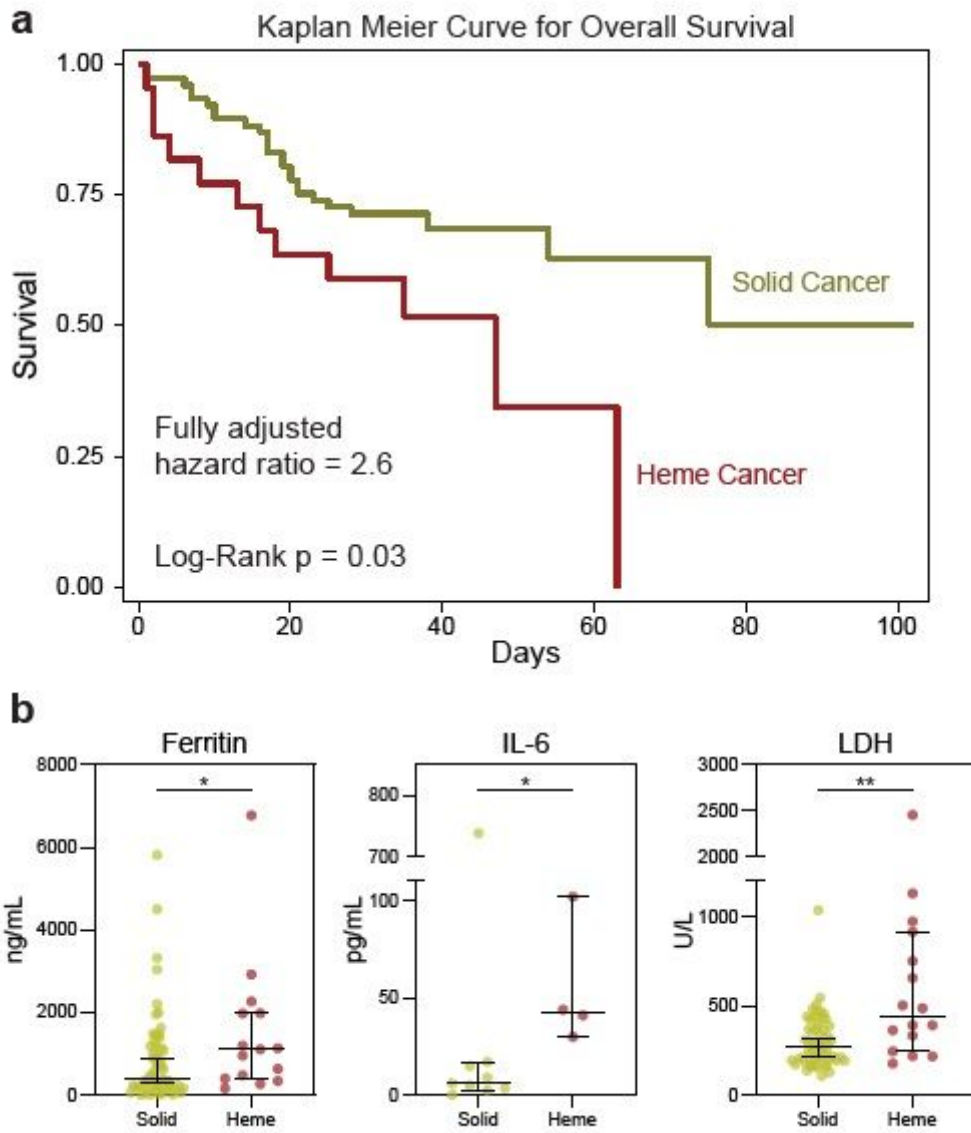 a
Kaplan Meier Curve for Overall Survival
1.00
0.75
0.50
0.25
0.00
Survival
Solid Cancer
Heme Cancer
Fully adjusted
hazard ratio = 2.6
Log-Rank p = 0.03
0 20 40 60 80 100
Days
b
Ferritin
8000
6000
4000
2000
0
ng/mL
*
Solid Heme
IL-6
800
700
100
50
0
pg/mL
*
Solid Heme
LDH
3000
2500
2000
1000
500
0
U/L
**
Solid Heme